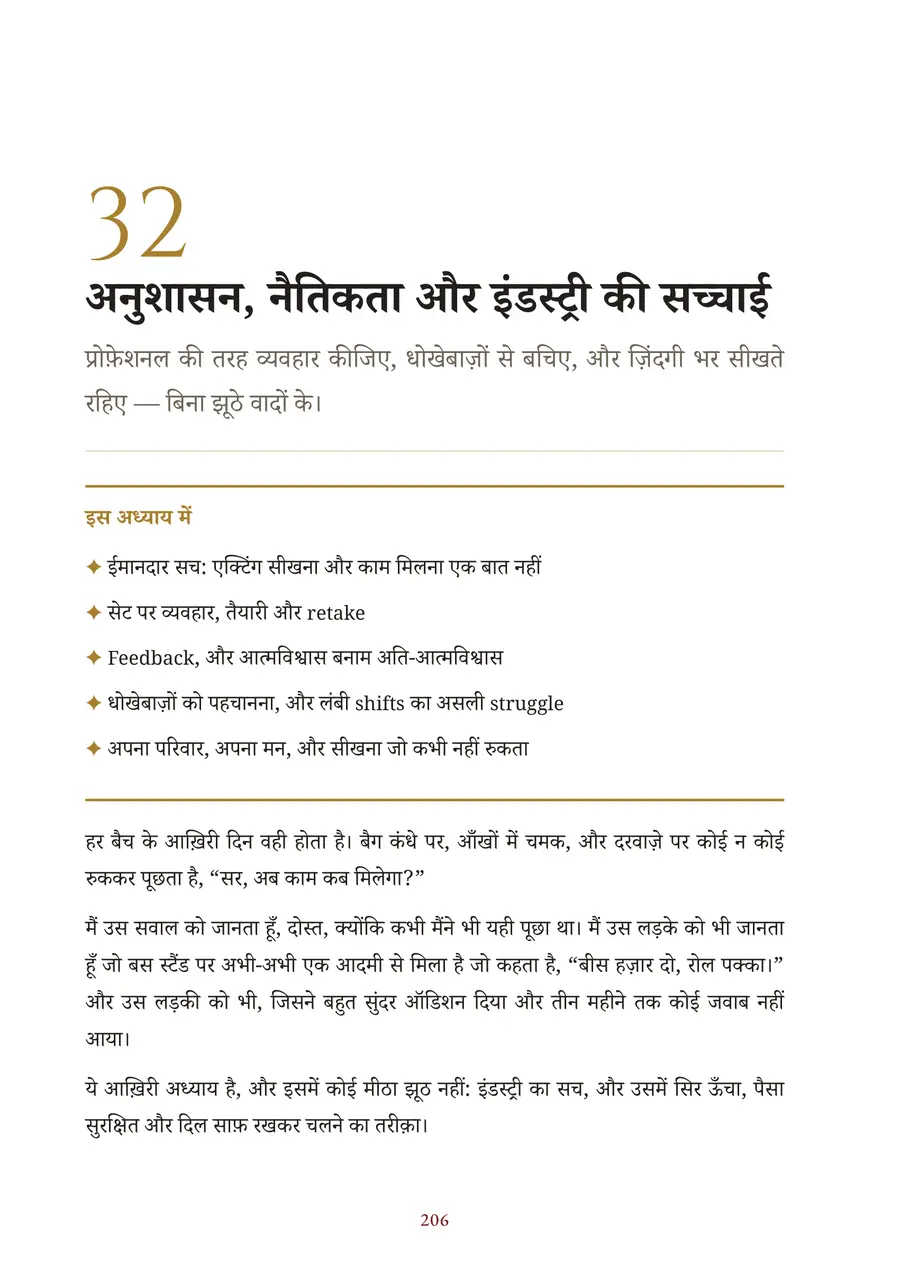 32
अनुशासन, नैतिकता और इंडस्ट्री की सच्चाई
प्रोफ़ेशनल की तरह व्यवहार कीजिए, धोखेबाज़ों से बचिए, और ज़िंदगी भर सीखते
रहिए — बिना झूठे वादों के।
इस अध्याय में
✦ ईमानदार सच: एक्टिंग सीखना और काम मिलना एक बात नहीं
✦ सेट पर व्यवहार, तैयारी और retake
✦ Feedback, और आत्मविश्वास बनाम अति-आत्मविश्वास
✦ धोखेबाज़ों को पहचानना, और लंबी shifts का असली struggle
✦ अपना परिवार, अपना मन, और सीखना जो कभी नहीं रुकता
हर बैच के आख़िरी दिन वही होता है। बैग कंधे पर, आँखों में चमक, और दरवाज़े पर कोई न कोई
रुककर पूछता है, “सर, अब काम कब मिलेगा?”
मैं उस सवाल को जानता हूँ, दोस्त, क्योंकि कभी मैंने भी यही पूछा था। मैं उस लड़के को भी जानता
हूँ जो बस स्टैंड पर अभी-अभी एक आदमी से मिला है जो कहता है, “बीस हज़ार दो, रोल पक्का।”
और उस लड़की को भी, जिसने बहुत सुंदर ऑडिशन दिया और तीन महीने तक कोई जवाब नहीं
आया।
ये आख़िरी अध्याय है, और इसमें कोई मीठा झूठ नहीं: इंडस्ट्री का सच, और उसमें सिर ऊँचा, पैसा
सुरक्षित और दिल साफ़ रखकर चलने का तरीक़ा।
206